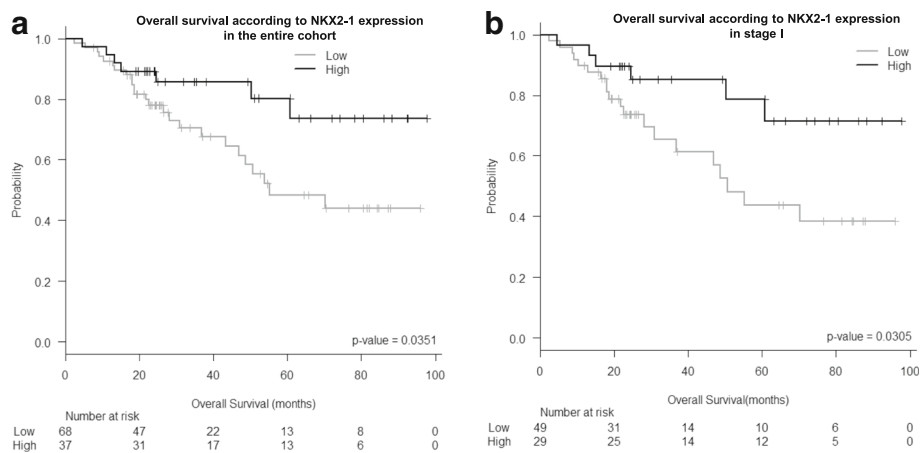 a
Overall survival according to NKX2-1 expression
in the entire cohort
Low
High
1.0
0.8
0.6
0.4
0.2
0.0
Probability
p-value = 0.0351
0 20 40 60 80 100
Overall Survival (months)
Number at risk
Low 68 47 22 13 8 0
High 37 31 17 13 6 0
b
Overall survival according to NKX2-1 expression
in stage I
Low
High
1.0
0.8
0.6
0.4
0.2
0.0
Probability
p-value = 0.0305
0 20 40 60 80 100
Overall Survival(months)
Number at risk
Low 49 31 14 10 6 0
High 29 25 14 12 5 0